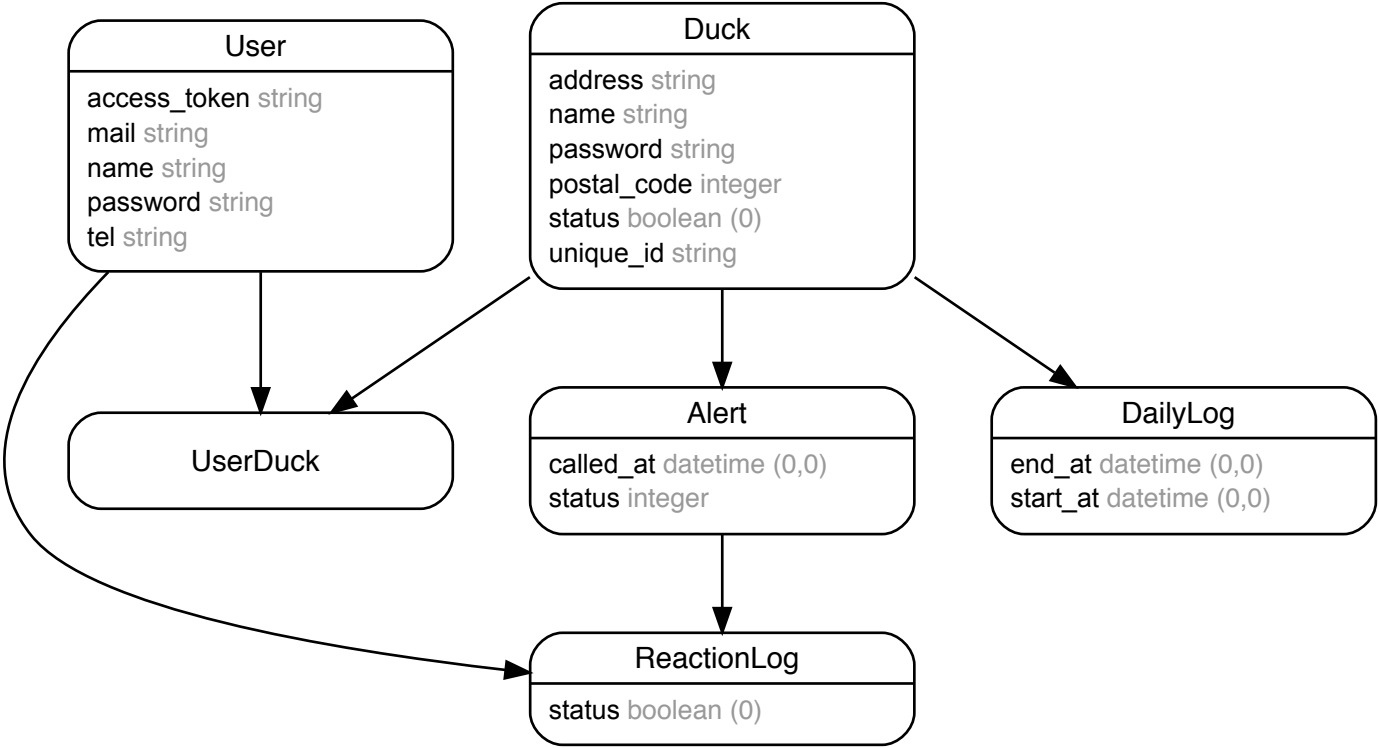 User
access_token string
mail string
name string
password string
tel string
Duck
address string
name string
password string
postal_code integer
status boolean (0)
unique_id string
UserDuck
Alert
called_at datetime (0,0)
status integer
DailyLog
end_at datetime (0,0)
start_at datetime (0,0)
ReactionLog
status boolean (0)